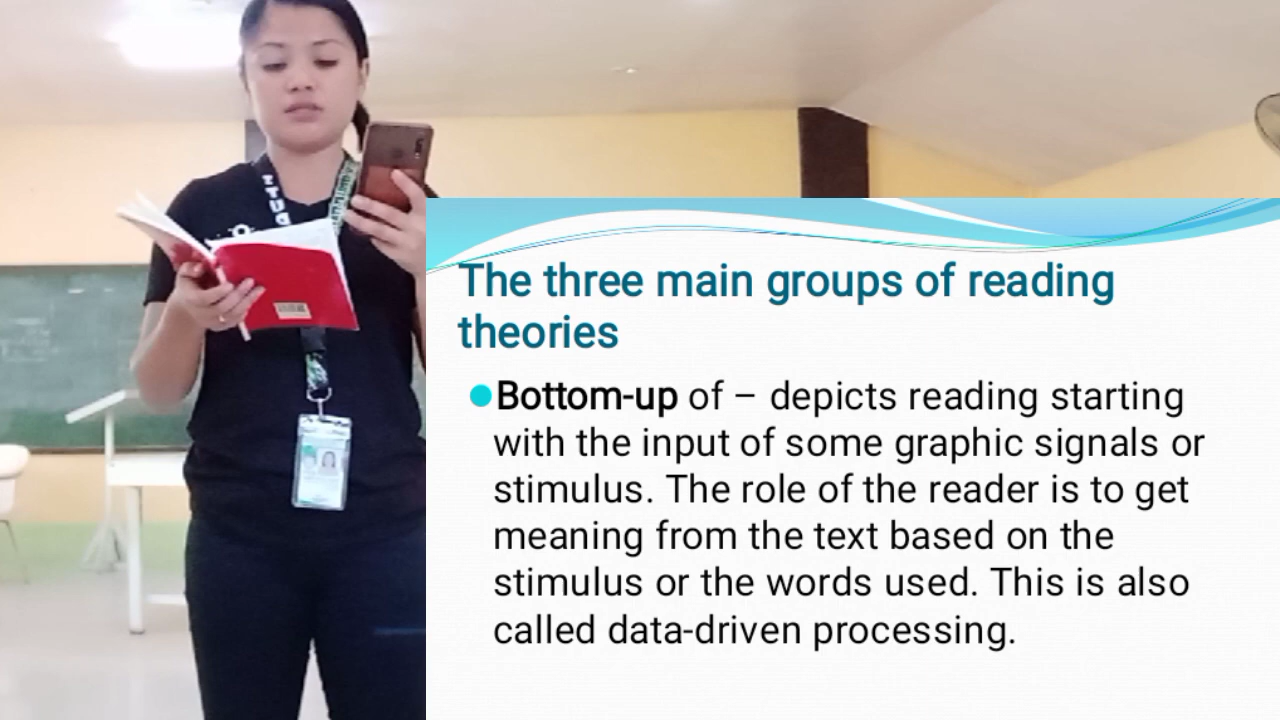 The three main groups of reading
theories
Bottom-up of – depicts reading starting
with the input of some graphic signals or
stimulus. The role of the reader is to get
meaning from the text based on the
stimulus or the words used. This is also
called data-driven processing.